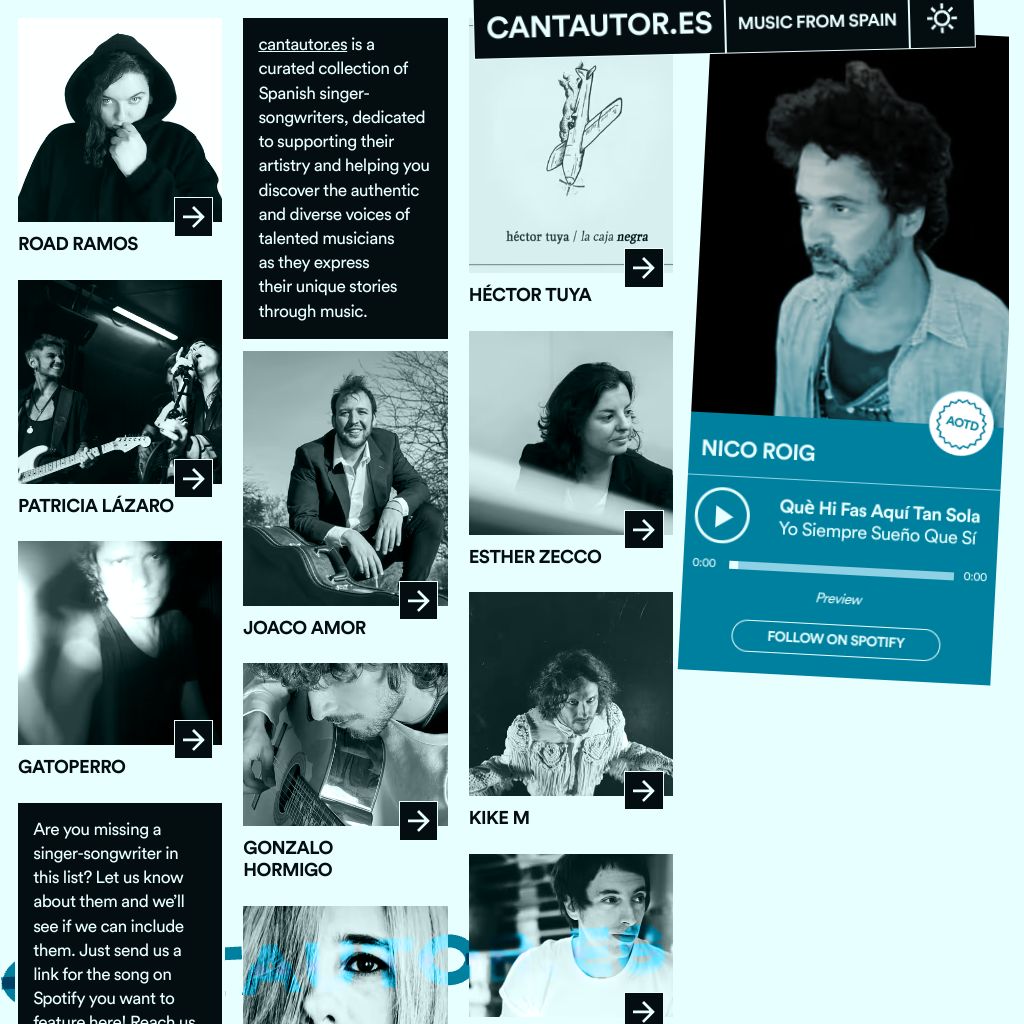 CANTAUTOR.ES
MUSIC FROM SPAIN
ROAD RAMOS
PATRICIA LÁZARO
GATOPERRO
Are you missing a
singer-songwriter in
this list? Let us know
about them and we’ll
see if we can include
them. Just send us a
link for the song on
Spotify you want to
feature here! Reach us
cantautor.es is a
curated collection of
Spanish singer-
songwriters, dedicated
to supporting their
artistry and helping you
discover the authentic
and diverse voices of
talented musicians
as they express
their unique stories
through music.
JOACO AMOR
GONZALO
HORMIGO
héctor tuya / la caja negra
HÉCTOR TUYA
ESTHER ZECCO
KIKE M
AOTD
NICO ROIG
Què Hi Fas Aquí Tan Sola
Yo Siempre Sueño Que Sí
0:00
0:00
Preview
FOLLOW ON SPOTIFY